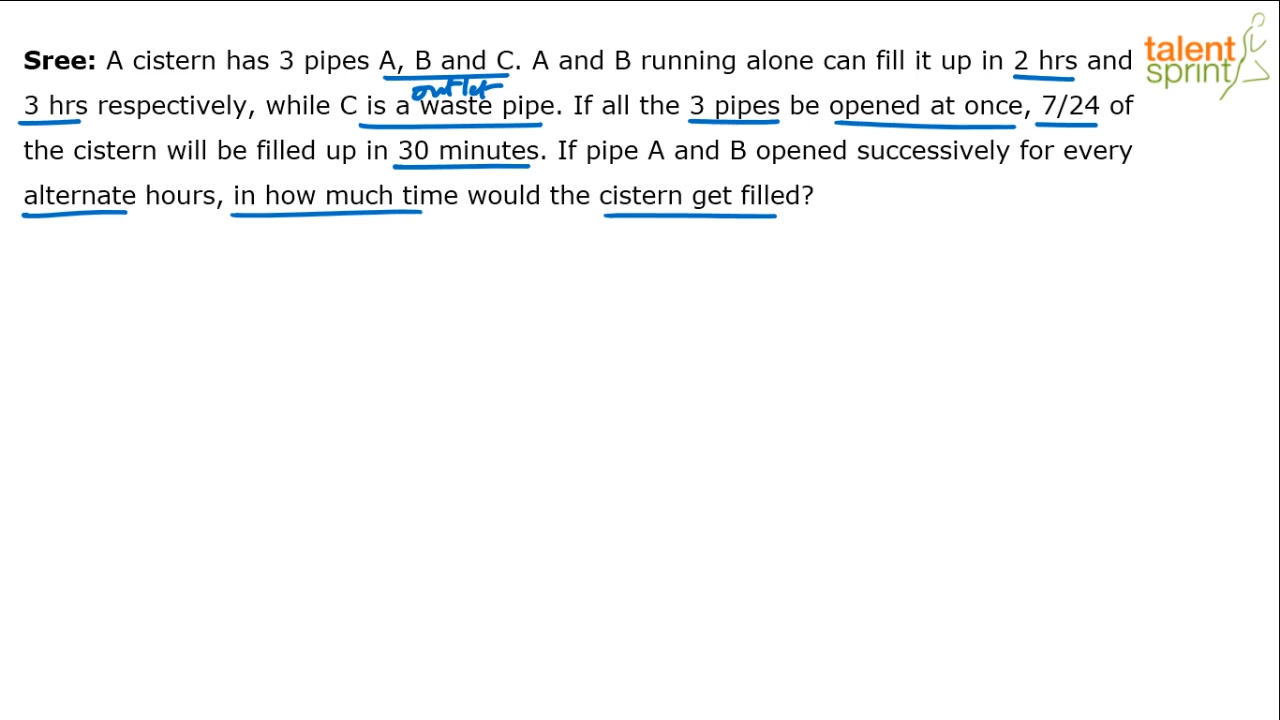 Sree: A cistern has 3 pipes A, B and C. A and B running alone can fill it up in 2 hrs and
outlet
3 hrs respectively, while C is a waste pipe. If all the 3 pipes be opened at once, 7/24 of
the cistern will be filled up in 30 minutes. If pipe A and B opened successively for every
alternate hours, in how much time would the cistern get filled?
talent
sprint